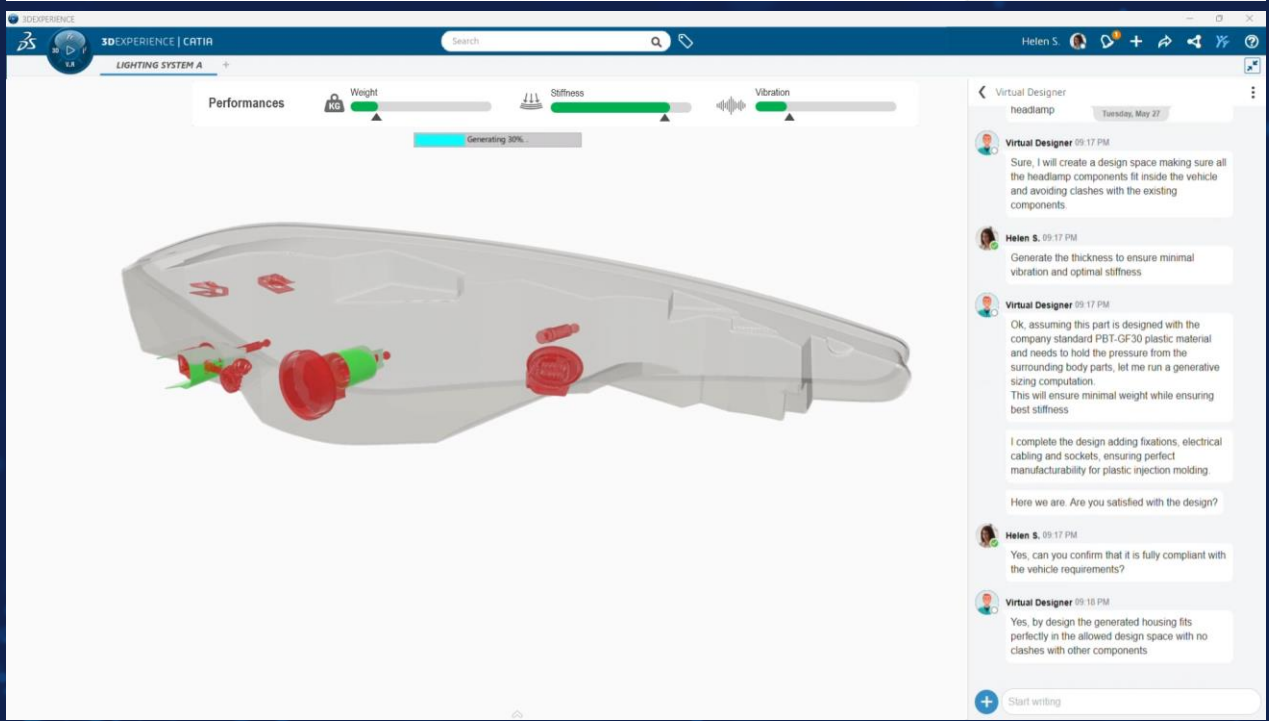 3DEXPERIENCE
3DEXPERIENCE | CATIA
Search
Helen S.
3D
V.R
LIGHTING SYSTEM A
Performances
KG
Weight
Stiffness
Vibration
Generating 30%..
Virtual Designer
headlamp
Tuesday, May 27
Virtual Designer 09:17 PM
Sure, I will create a design space making sure all
the headlamp components fit inside the vehicle
and avoiding clashes with the existing
components.
Helen S. 09:17 PM
Generate the thickness to ensure minimal
vibration and optimal stiffness
Virtual Designer 09:17 PM
Ok, assuming this part is designed with the
company standard PBT-GF30 plastic material
and needs to hold the pressure from the
surrounding body parts, let me run a generative
sizing computation.
This will ensure minimal weight while ensuring
best stiffness
I complete the design adding fixations, electrical
cabling and sockets, ensuring perfect
manufacturability for plastic injection molding.
Here we are. Are you satisfied with the design?
Helen S. 09:17 PM
Yes, can you confirm that it is fully compliant with
the vehicle requirements?
Virtual Designer 09:18 PM
Yes, by design the generated housing fits
perfectly in the allowed design space with no
clashes with other components
Start writing